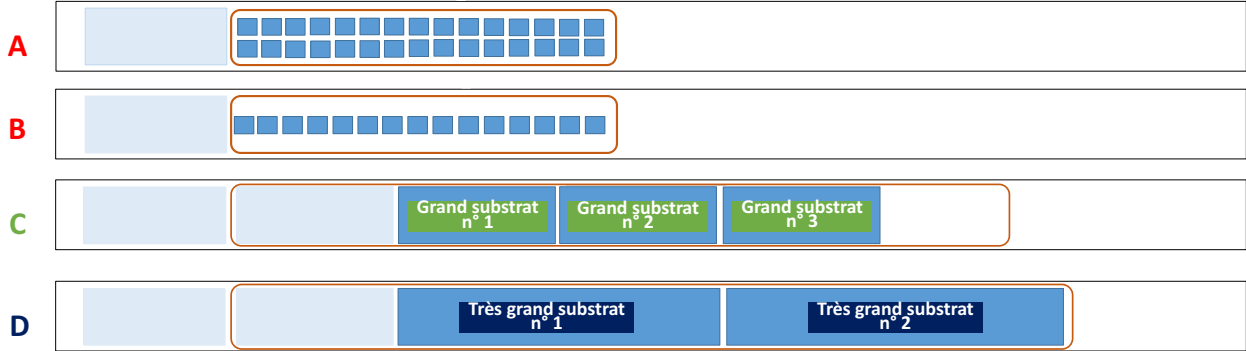 A
B
C
Grand substrat
n° 1
Grand substrat
n° 2
Grand substrat
n° 3
D
Très grand substrat
n° 1
Très grand substrat
n° 2